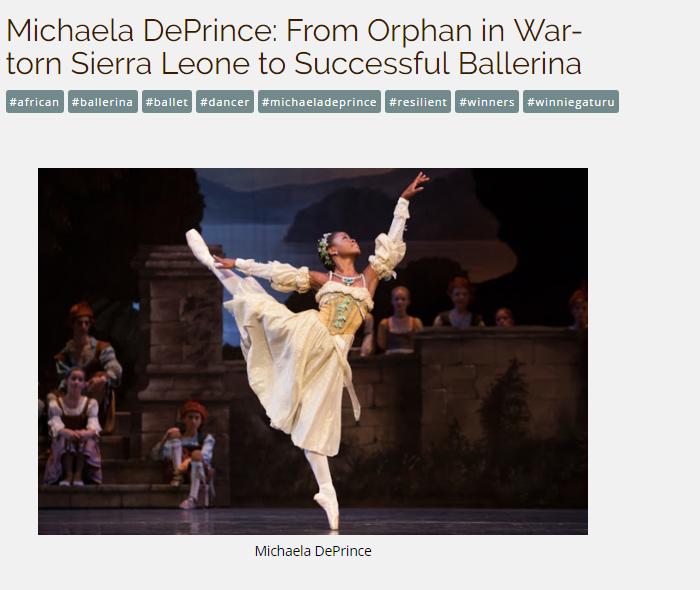 Michaela DePrince: From Orphan in War-
torn Sierra Leone to Successful Ballerina
#african #ballerina #ballet #dancer #michaeladeprince #resilient #winners #winniegaturu
Michaela DePrince